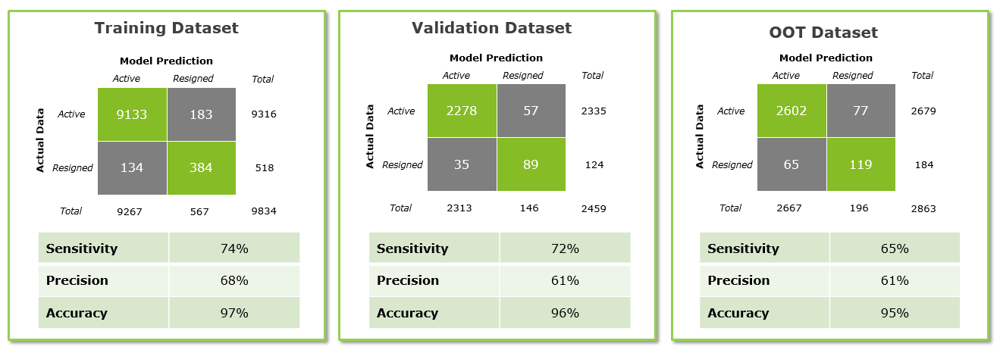 Training Dataset
Model Prediction
Active Resigned Total
Actual Data
Active 9133 183 9316
Resigned 134 384 518
Total 9267 567 9834
Sensitivity 74%
Precision 68%
Accuracy 97%
Validation Dataset
Model Prediction
Active Resigned Total
Actual Data
Active 2278 57 2335
Resigned 35 89 124
Total 2313 146 2459
Sensitivity 72%
Precision 61%
Accuracy 96%
OOT Dataset
Model Prediction
Active Resigned Total
Actual Data
Active 2602 77 2679
Resigned 65 119 184
Total 2667 196 2863
Sensitivity 65%
Precision 61%
Accuracy 95%